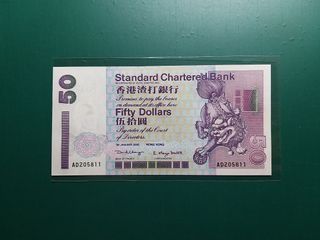 50
Standard Chartered Bank
香港渣打銀行
Promises to pay the bearer
on demand at its office here
Fifty Dollars
伍拾圓
By order of the Court
of Directors
HONG KONG
AD205811
AD205811